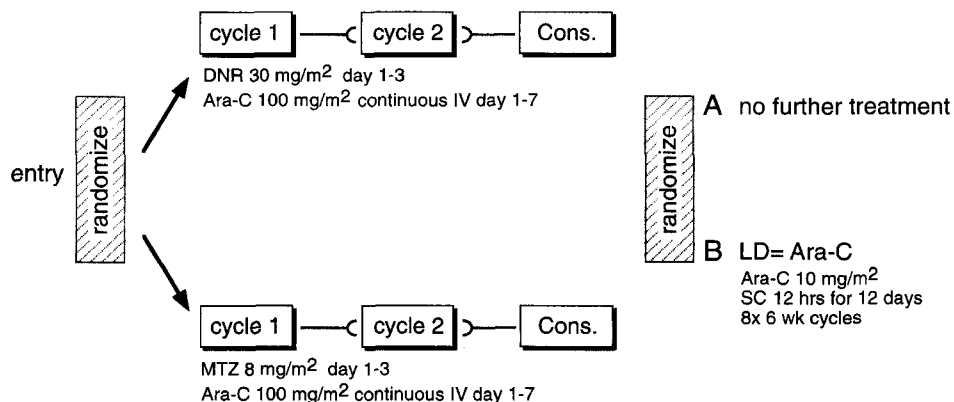 cycle 1 cycle 2 Cons.
DNR 30 mg/m² day 1-3
Ara-C 100 mg/m² continuous IV day 1-7
entry
randomize
randomize
A no further treatment
B LD= Ara-C
Ara-C 10 mg/m²
SC 12 hrs for 12 days
8x 6 wk cycles
cycle 1 cycle 2 Cons.
MTZ 8 mg/m² day 1-3
Ara-C 100 mg/m² continuous IV day 1-7